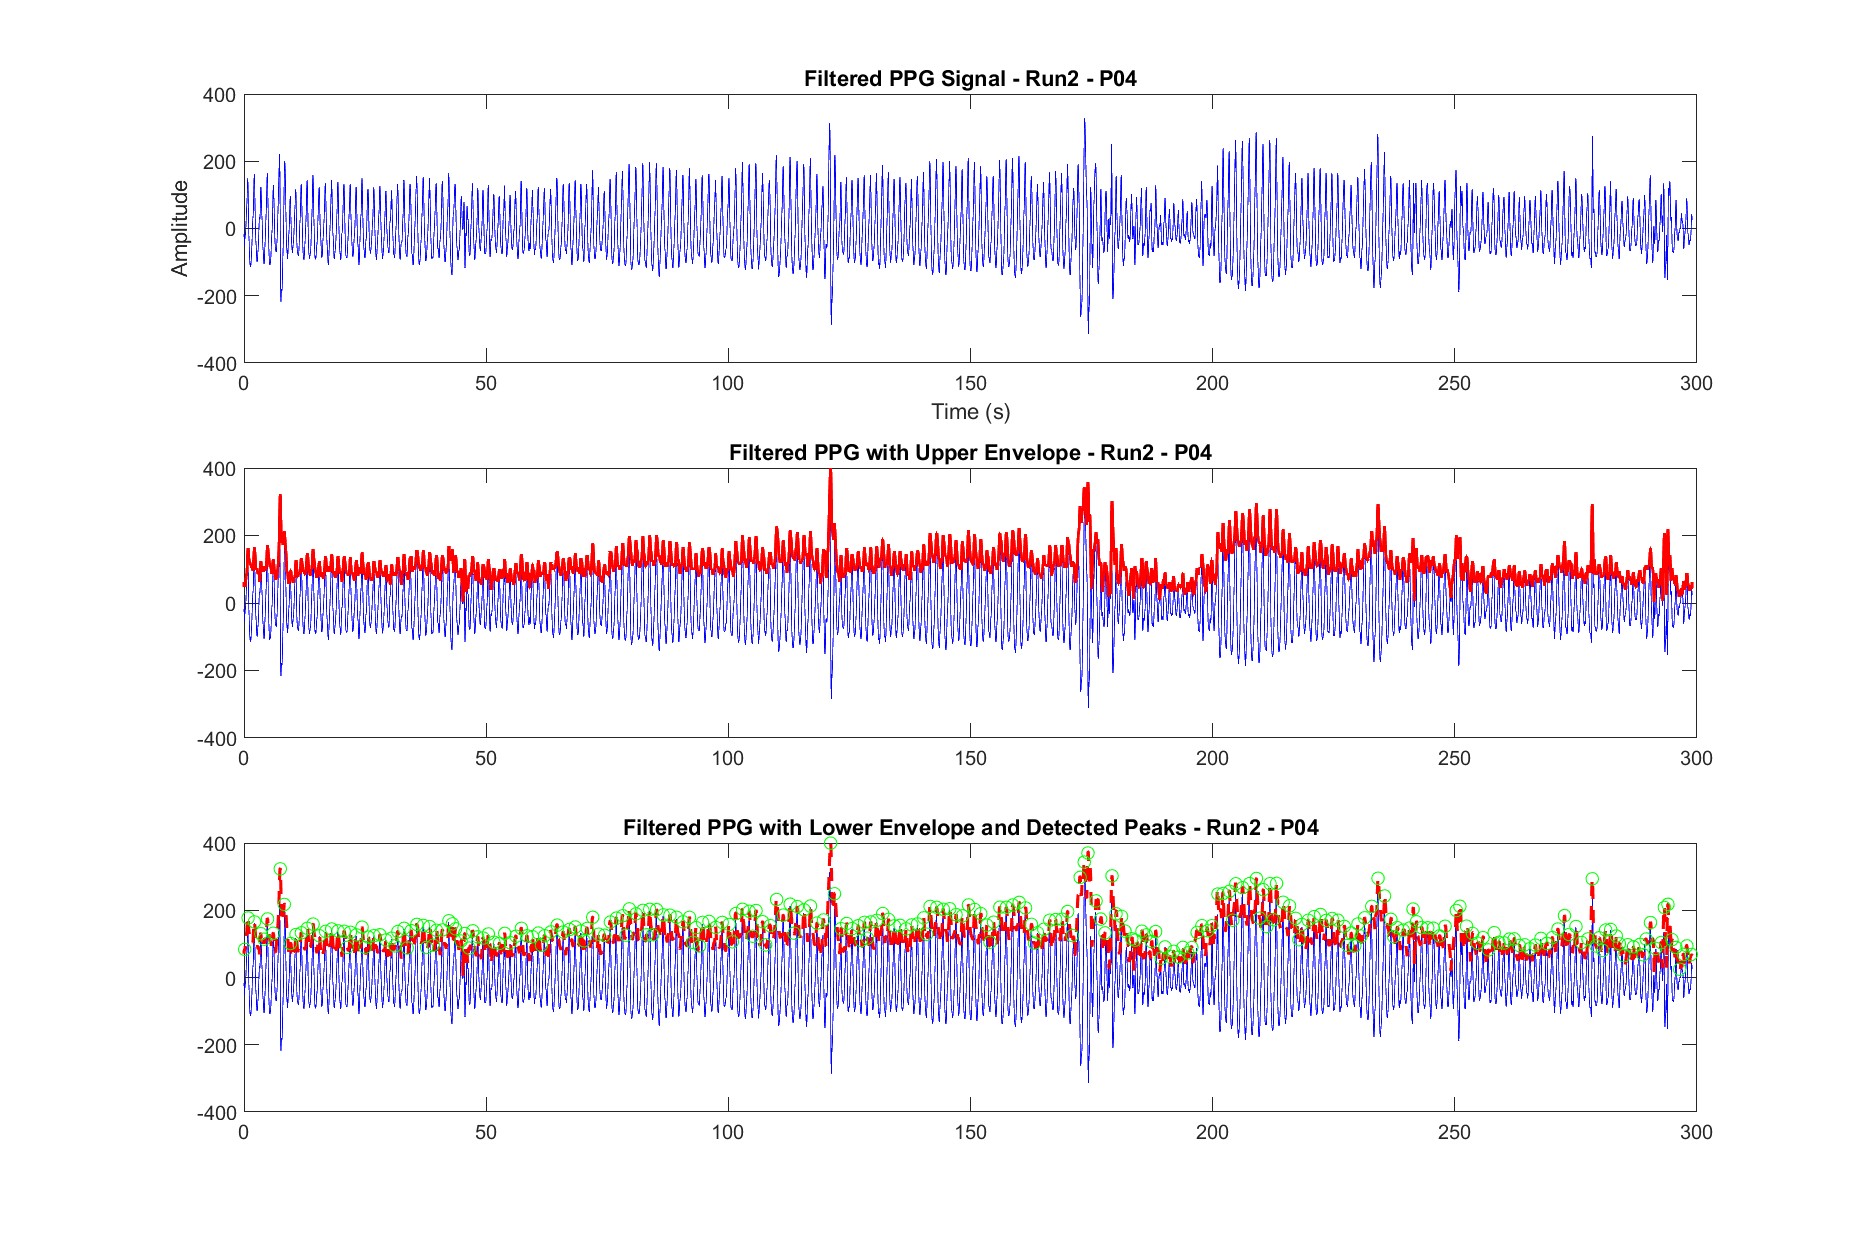 Filtered PPG Signal - Run2 - P04
400
200
0
-200
-400
Amplitude
0 50 100 150 200 250 300
Time (s)
Filtered PPG with Upper Envelope - Run2 - P04
400
200
0
-200
-400
0 50 100 150 200 250 300
Filtered PPG with Lower Envelope and Detected Peaks - Run2 - P04
400
200
0
-200
-400
0 50 100 150 200 250 300